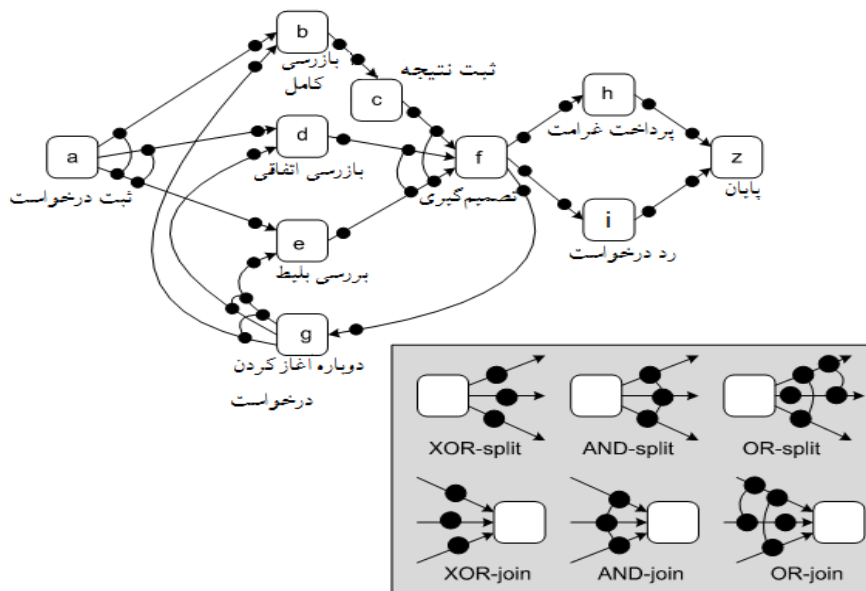 b
بازرسی
کامل
ثبت نتیجه
c
a
ثبت درخواست
d
بازرسی اتفاقی
e
بررسی بلیط
f
تصمیم‌گیری
g
دوباره آغاز کردن
درخواست
h
پرداخت غرامت
i
رد درخواست
z
پایان
XOR-split
AND-split
OR-split
XOR-join
AND-join
OR-join